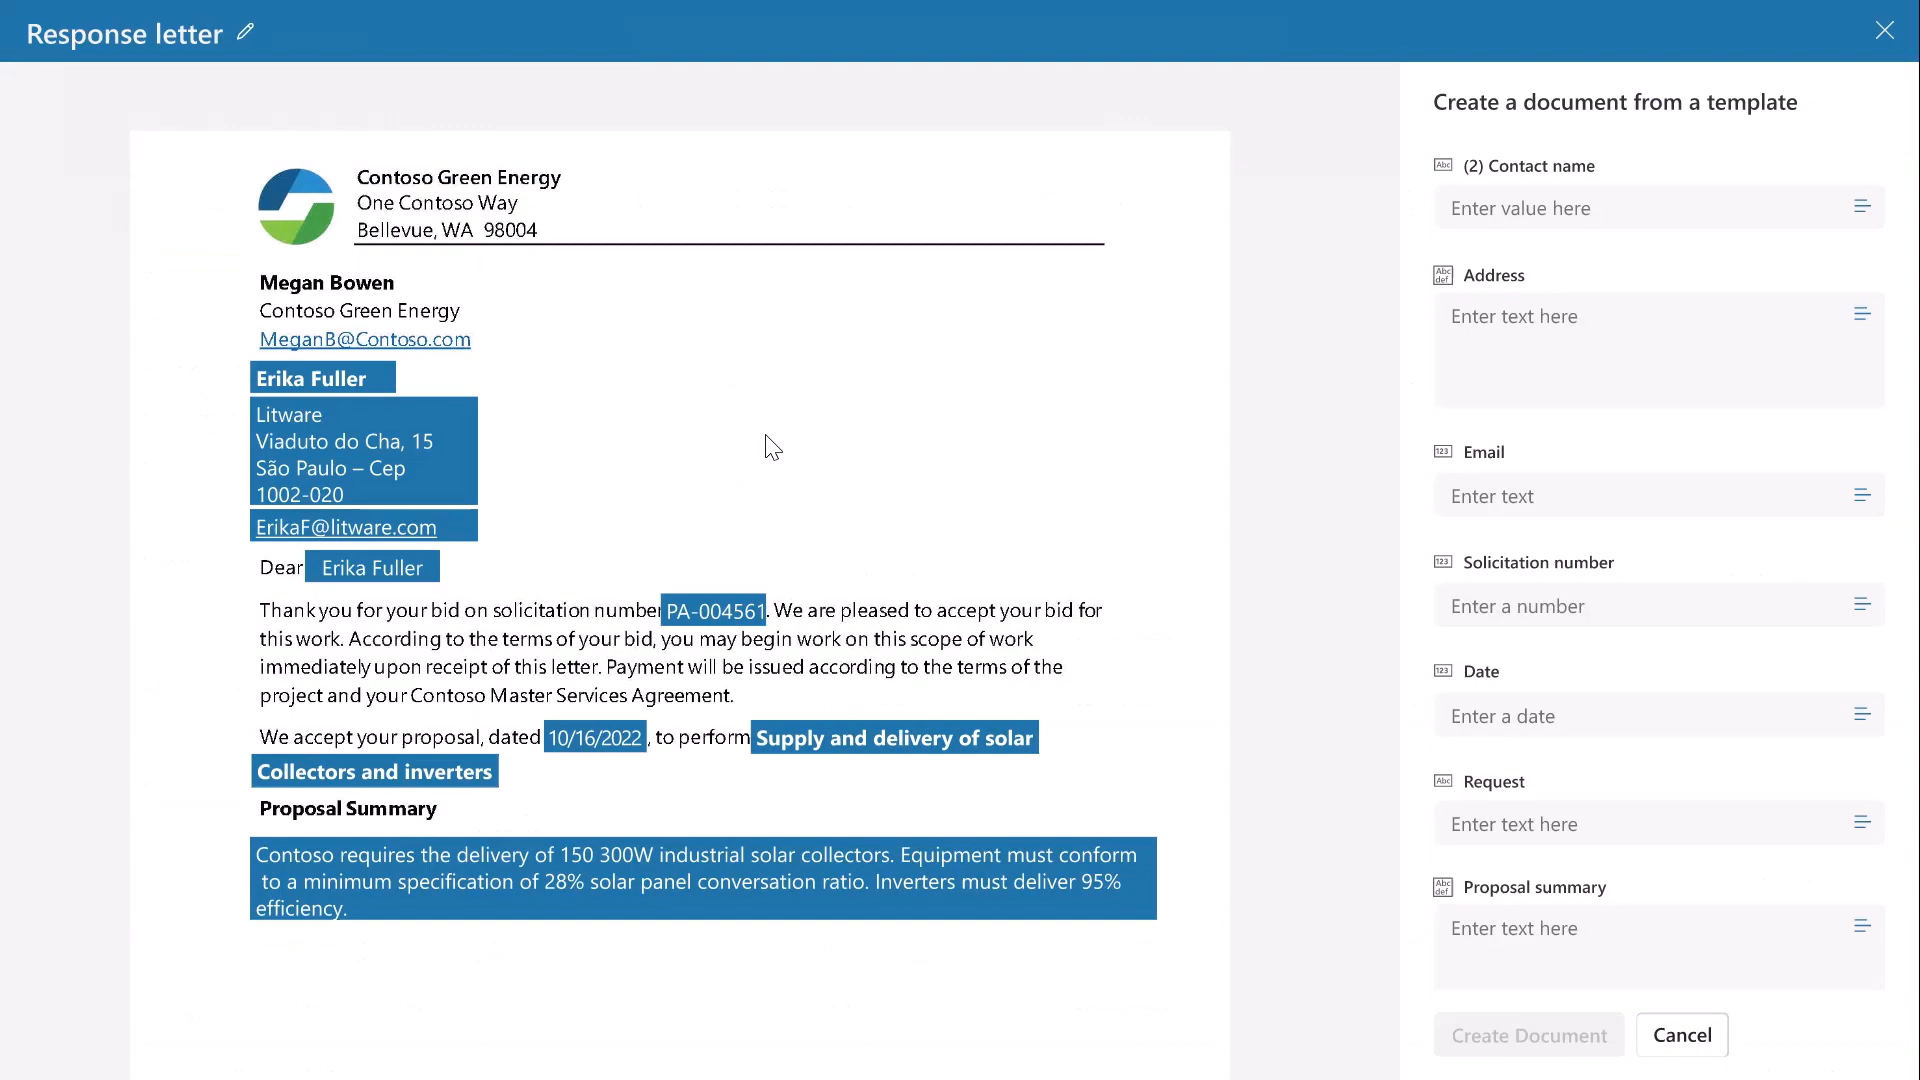 Response letter
Contoso Green Energy
One Contoso Way
Bellevue, WA 98004
Megan Bowen
Contoso Green Energy
MeganB@Contoso.com
Erika Fuller
Litware
Viaduto do Cha, 15
São Paulo – Cep
1002-020
ErikaF@litware.com
Dear Erika Fuller
Thank you for your bid on solicitation number PA-004561. We are pleased to accept your bid for
this work. According to the terms of your bid, you may begin work on this scope of work
immediately upon receipt of this letter. Payment will be issued according to the terms of the
project and your Contoso Master Services Agreement.
We accept your proposal, dated 10/16/2022, to perform Supply and delivery of solar
Collectors and inverters
Proposal Summary
Contoso requires the delivery of 150 300W industrial solar collectors. Equipment must conform
to a minimum specification of 28% solar panel conversation ratio. Inverters must deliver 95%
efficiency.
Create a document from a template
Abc (2) Contact name
Enter value here
Abc def Address
Enter text here
123 Email
Enter text
123 Solicitation number
Enter a number
123 Date
Enter a date
Abc Request
Enter text here
Abc def Proposal summary
Enter text here
Create Document Cancel